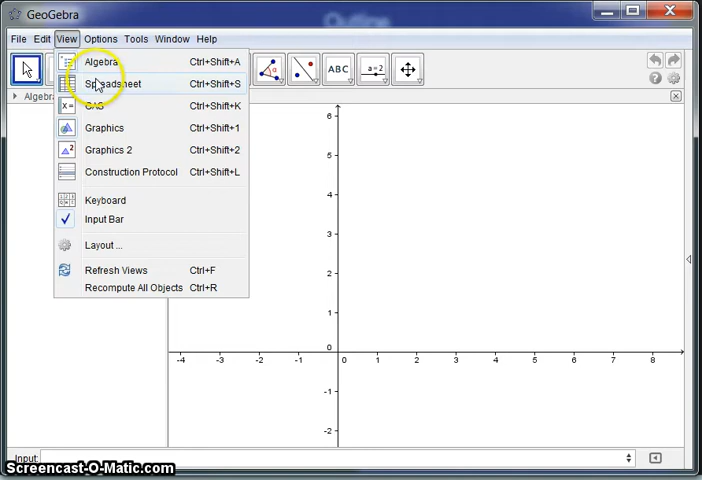 Outline
GeoGebra
File Edit View Options Tools Window Help
Algebra Ctrl+Shift+A
Spreadsheet Ctrl+Shift+S
CAS Ctrl+Shift+K
Graphics Ctrl+Shift+1
Graphics 2 Ctrl+Shift+2
Construction Protocol Ctrl+Shift+L
Keyboard
Input Bar
Layout ...
Refresh Views Ctrl+F
Recompute All Objects Ctrl+R
ABC a=2
Algebra
6
5
4
3
2
1
0
-4 -3 -2 -1 0 1 2 3 4 5 6 7 8
-1
-2
Input:
Screencast-O-Matic.com